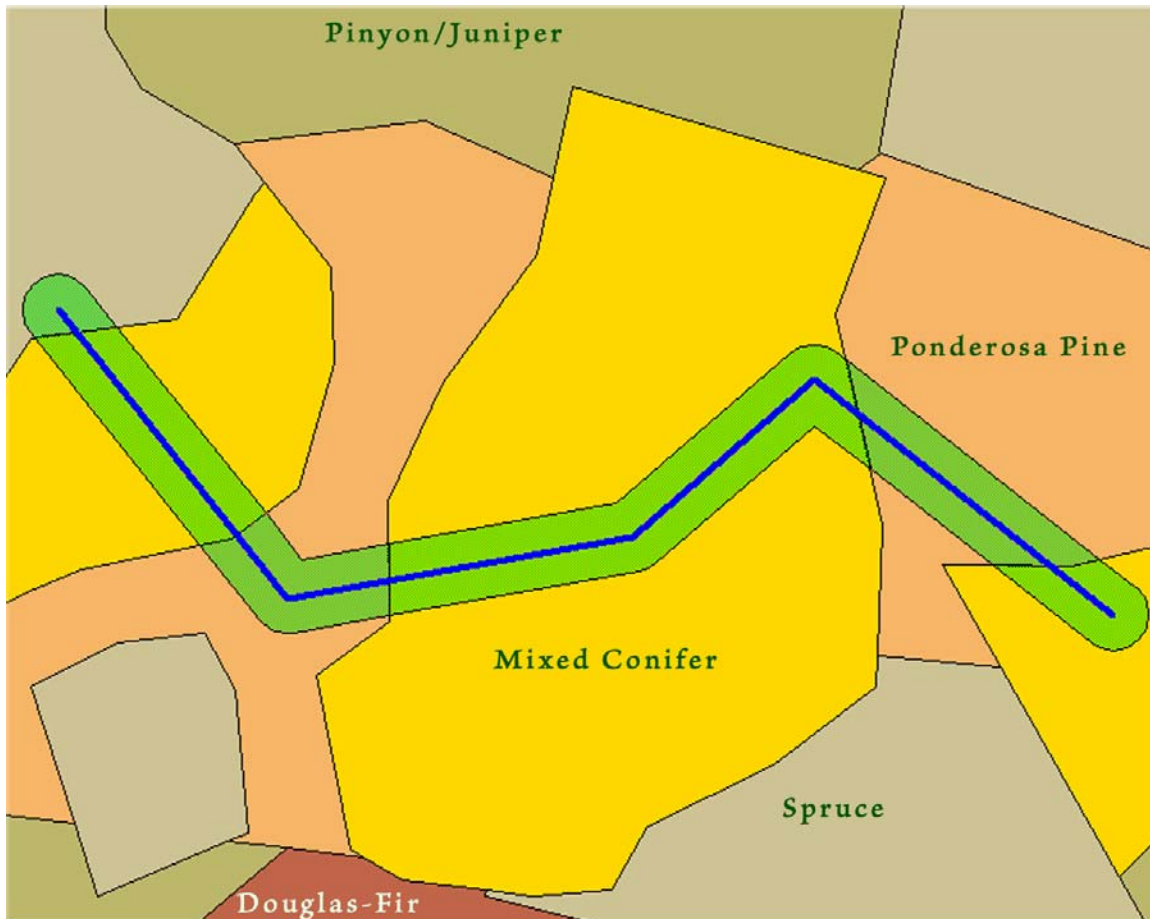 Pinyon/Juniper
Ponderosa Pine
Mixed Conifer
Spruce
Douglas-Fir